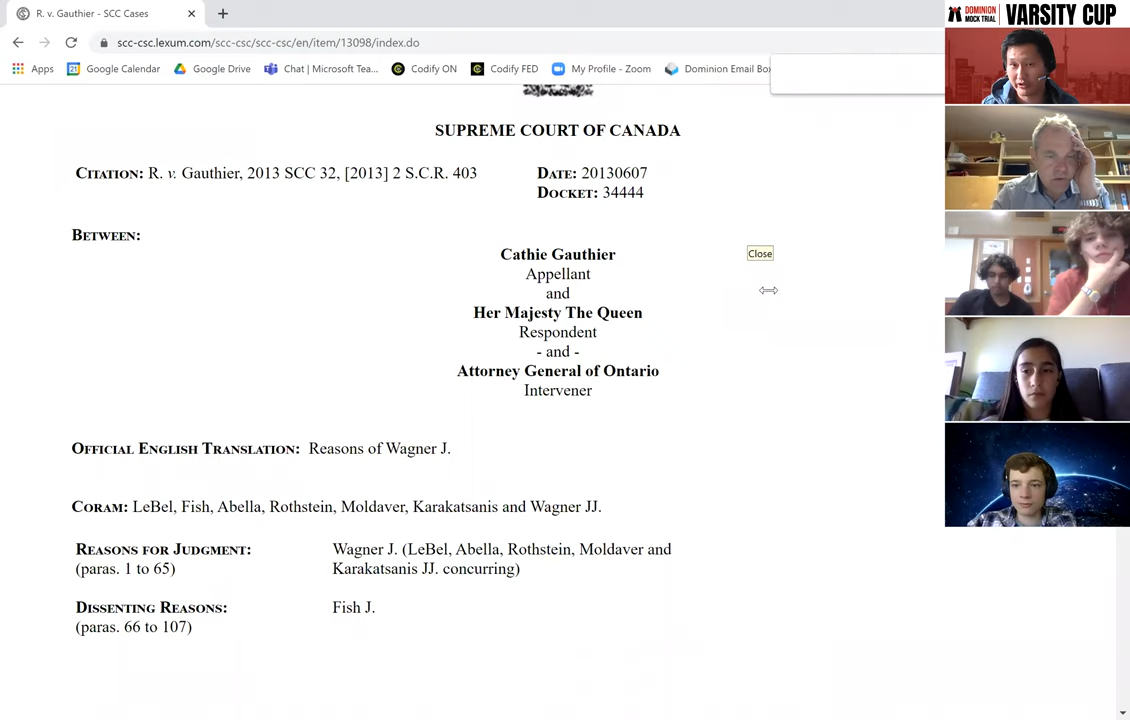 R. v. Gauthier - SCC Cases
scc-csc.lexum.com/scc-csc/scc-csc/en/item/13098/index.do
Apps Google Calendar Google Drive Chat | Microsoft Tea... Codify ON Codify FED My Profile - Zoom Dominion Email Box
DOMINION MOCK TRIAL VARSITY CUP
SUPREME COURT OF CANADA
CITATION: R. v. Gauthier, 2013 SCC 32, [2013] 2 S.C.R. 403
DATE: 20130607
DOCKET: 34444
BETWEEN:
Cathie Gauthier
Close
Appellant
and
Her Majesty The Queen
Respondent
- and -
Attorney General of Ontario
Intervener
OFFICIAL ENGLISH TRANSLATION: Reasons of Wagner J.
CORAM: LeBel, Fish, Abella, Rothstein, Moldaver, Karakatsanis and Wagner JJ.
REASONS FOR JUDGMENT:
(paras. 1 to 65)
Wagner J. (LeBel, Abella, Rothstein, Moldaver and
Karakatsanis JJ. concurring)
DISSENTING REASONS:
(paras. 66 to 107)
Fish J.